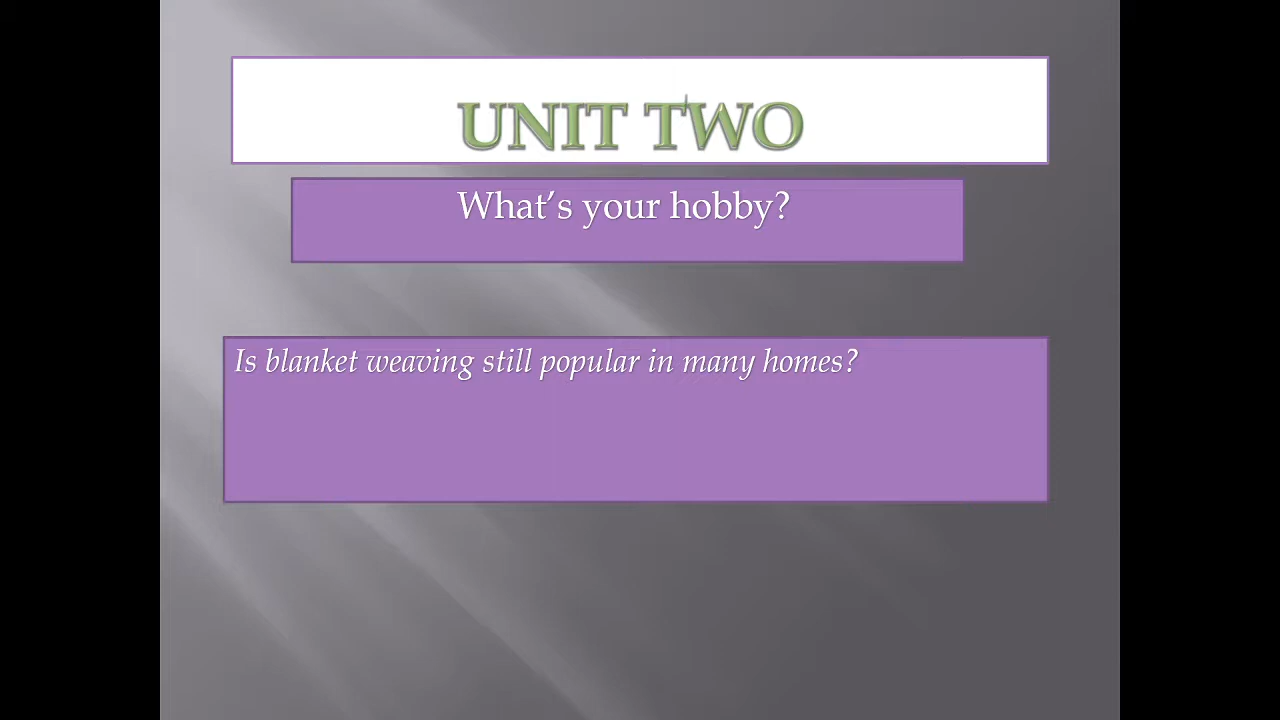 UNIT TWO
What's your hobby?
Is blanket weaving still popular in many homes?